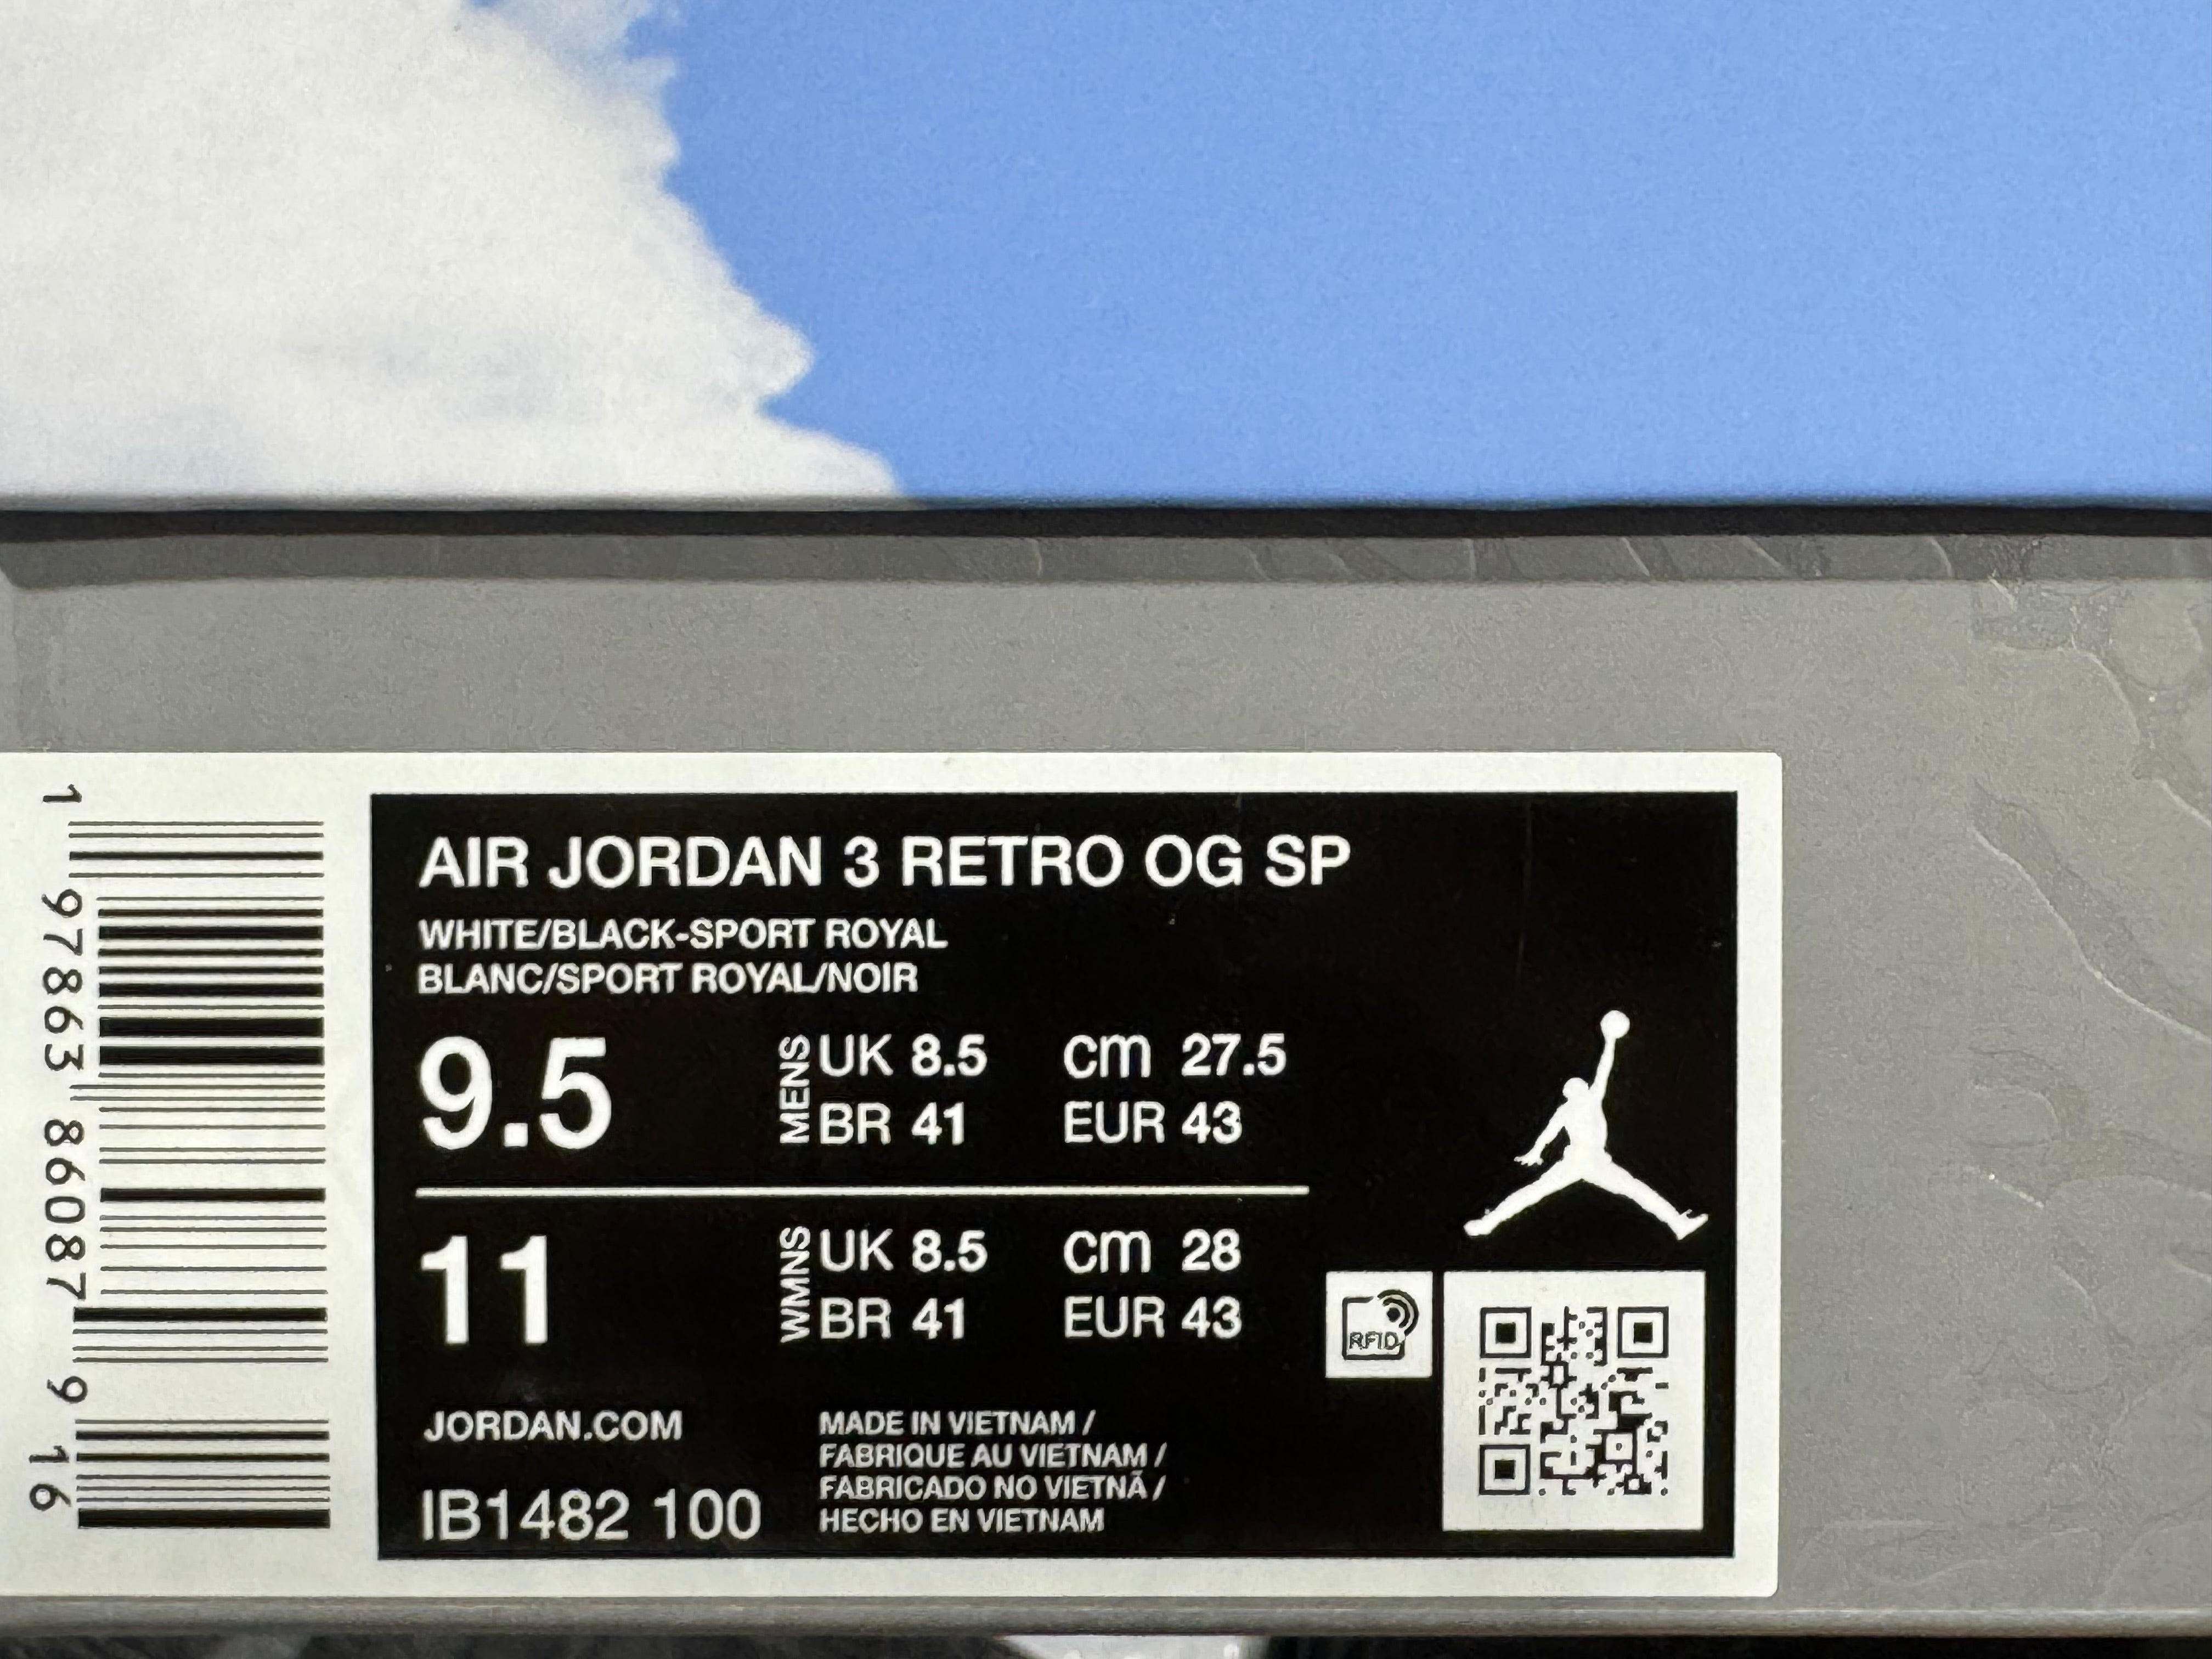 1 97863 86087 9 16
AIR JORDAN 3 RETRO OG SP
WHITE/BLACK-SPORT ROYAL
BLANC/SPORT ROYAL/NOIR
9.5
MENS
UK 8.5 cm 27.5
BR 41 EUR 43
11
WMNS
UK 8.5 cm 28
BR 41 EUR 43
RFID
JORDAN.COM
IB1482 100
MADE IN VIETNAM /
FABRIQUE AU VIETNAM /
FABRICADO NO VIETNÃ /
HECHO EN VIETNAM